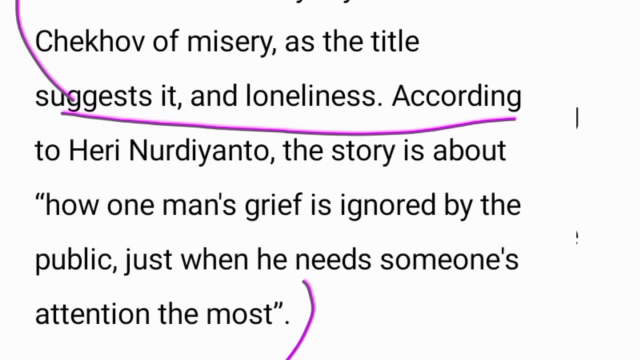 Chekhov of misery, as the title
suggests it, and loneliness. According
to Heri Nurdiyanto, the story is about
“how one man's grief is ignored by the
public, just when he needs someone's
attention the most”.